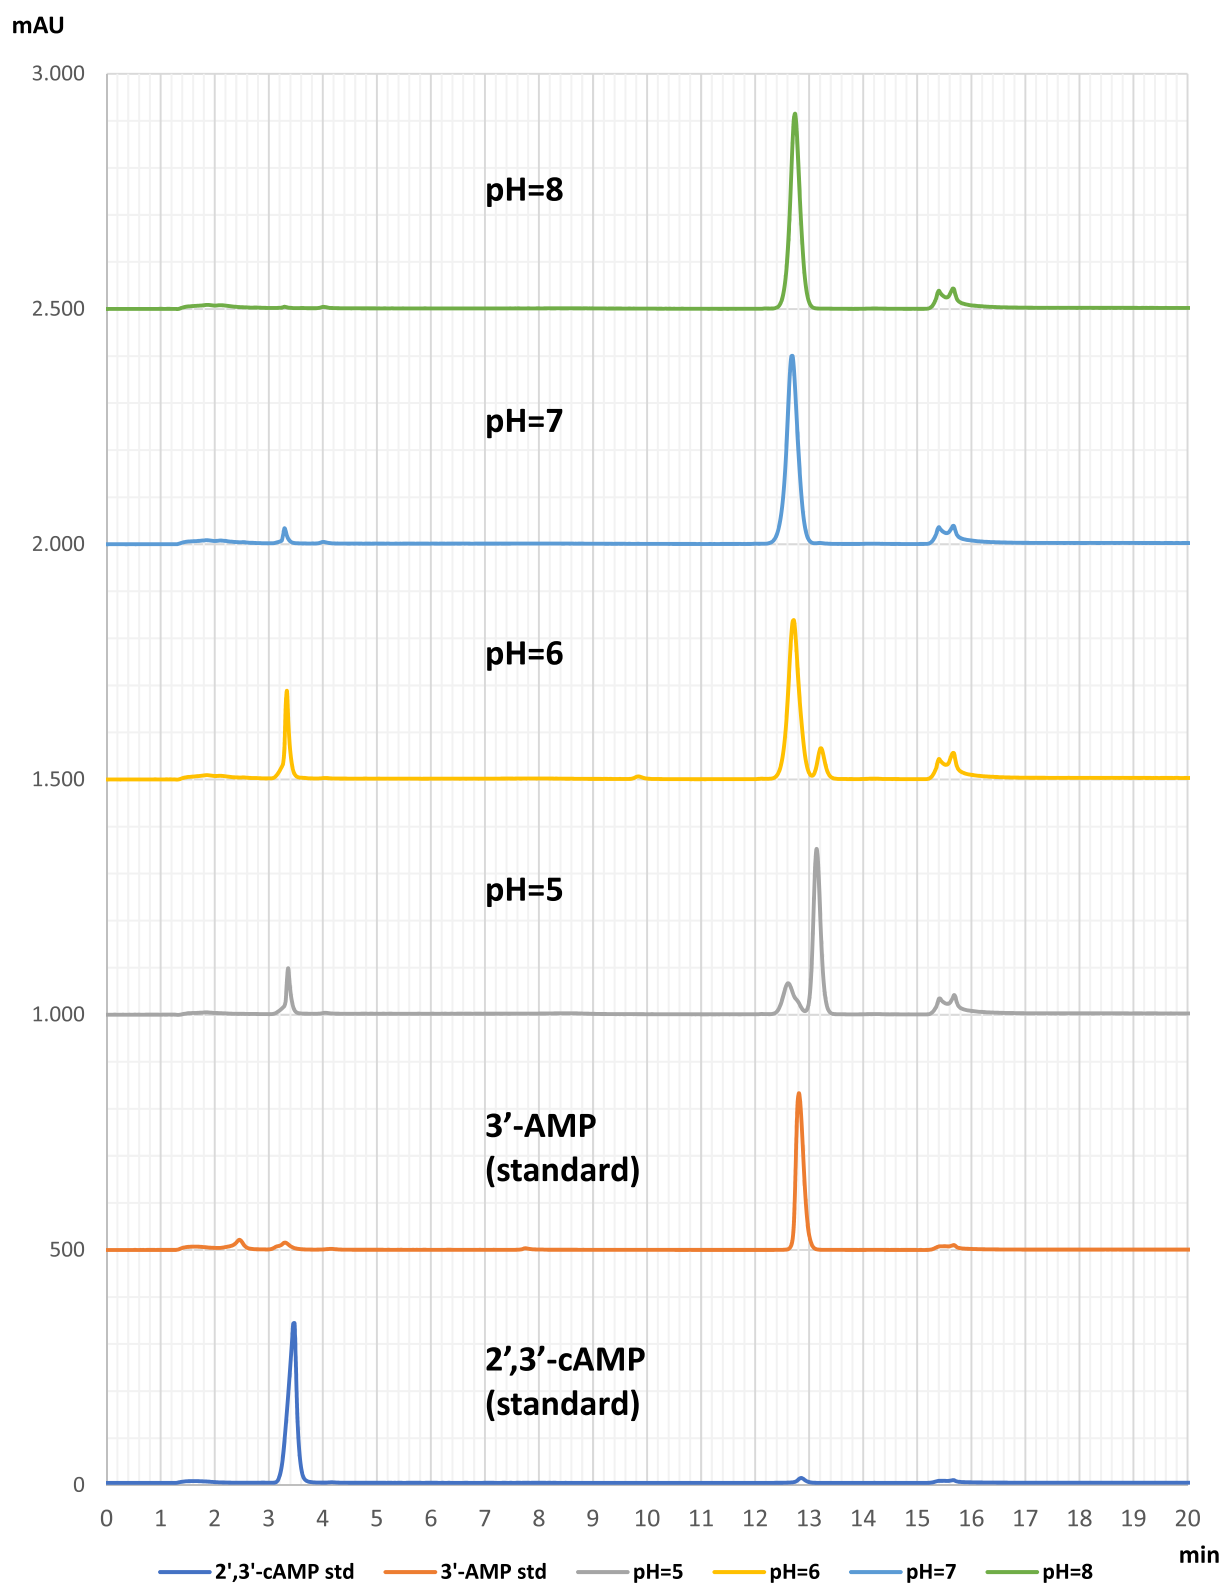 mAU
3.000
pH=8
2.500
pH=7
2.000
pH=6
1.500
pH=5
1.000
3’-AMP
(standard)
500
2’,3’-cAMP
(standard)
0
0 1 2 3 4 5 6 7 8 9 10 11 12 13 14 15 16 17 18 19 20
min
2',3'-cAMP std 3'-AMP std pH=5 pH=6 pH=7 pH=8